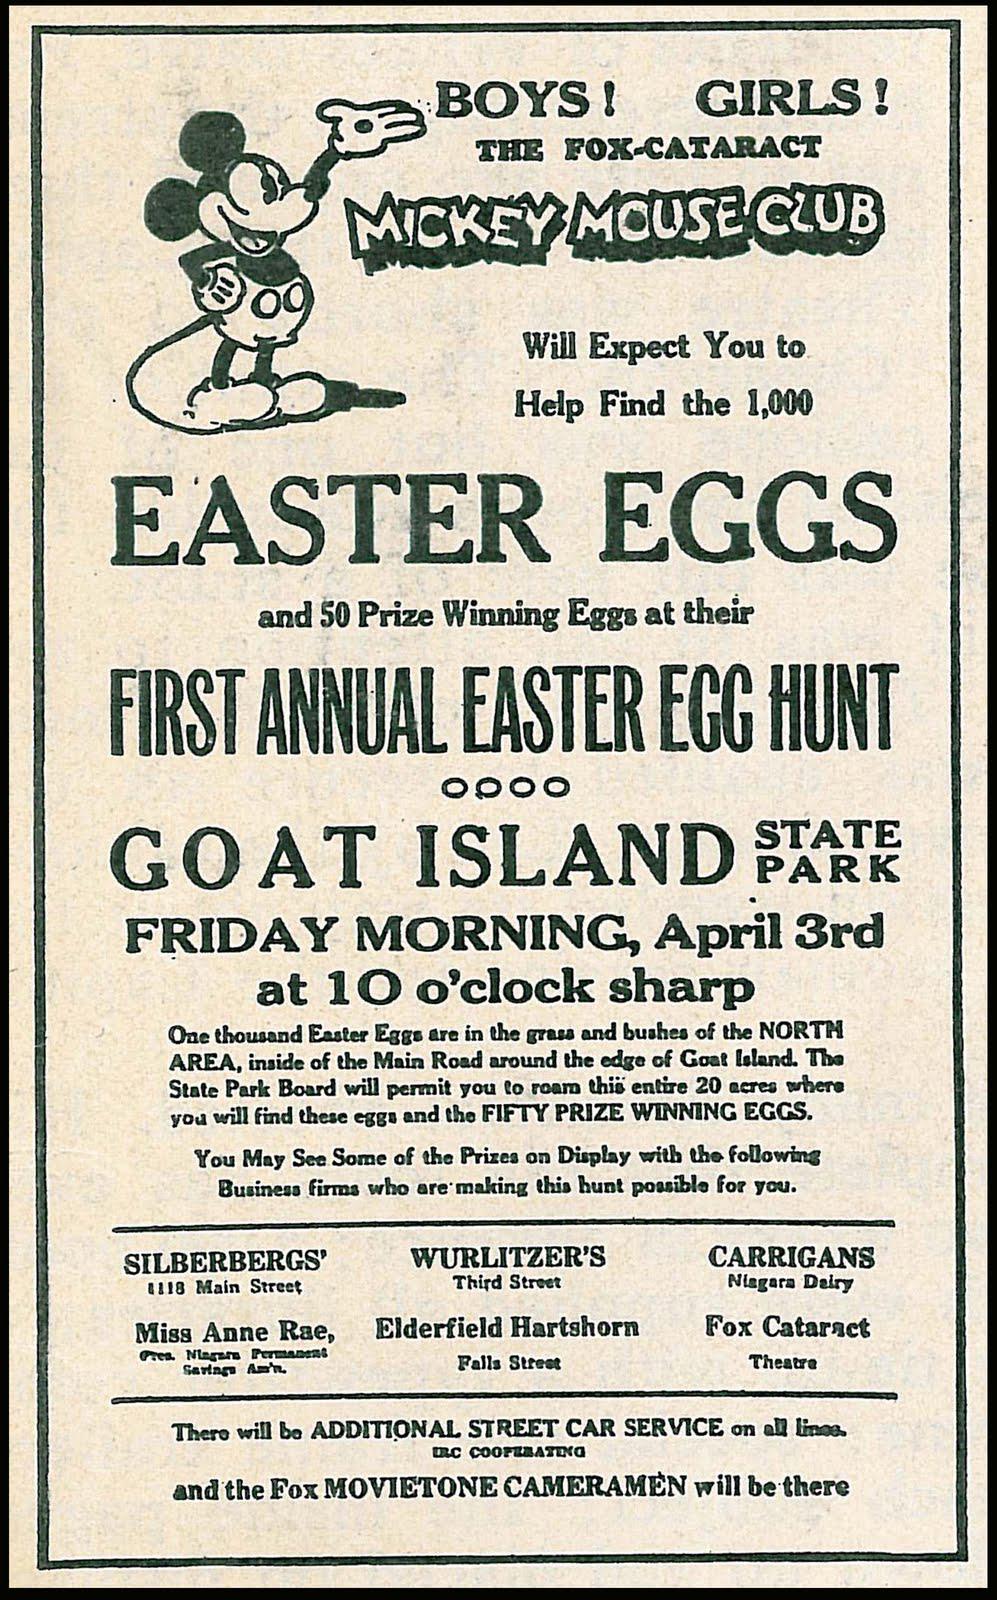 BOYS! GIRLS!
THE FOX-CATARACT
MICKEY MOUSE CLUB
Will Expect You to
Help Find the 1,000
EASTER EGGS
and 50 Prize Winning Eggs at their
FIRST ANNUAL EASTER EGG HUNT
GOAT ISLAND STATE PARK
FRIDAY MORNING, April 3rd
at 10 o'clock sharp
One thousand Easter Eggs are in the grass and bushes of the NORTH
AREA, inside of the Main Road around the edge of Goat Island. The
State Park Board will permit you to roam this entire 20 acres where
you will find these eggs and the FIFTY PRIZE WINNING EGGS.
You May See Some of the Prizes on Display with the following
Business firms who are making this hunt possible for you.
SILBERBERGS'
1118 Main Street
WURLITZER'S
Third Street
CARRIGANS
Niagara Dairy
Miss Anne Rae,
Pres. Niagara Permanent
Savings Ass'n.
Elderfield Hartshorn
Falls Street
Fox Cataract
Theatre
There will be ADDITIONAL STREET CAR SERVICE on all lines.
IRC COOPERATING
and the Fox MOVIETONE CAMERAMEN will be there